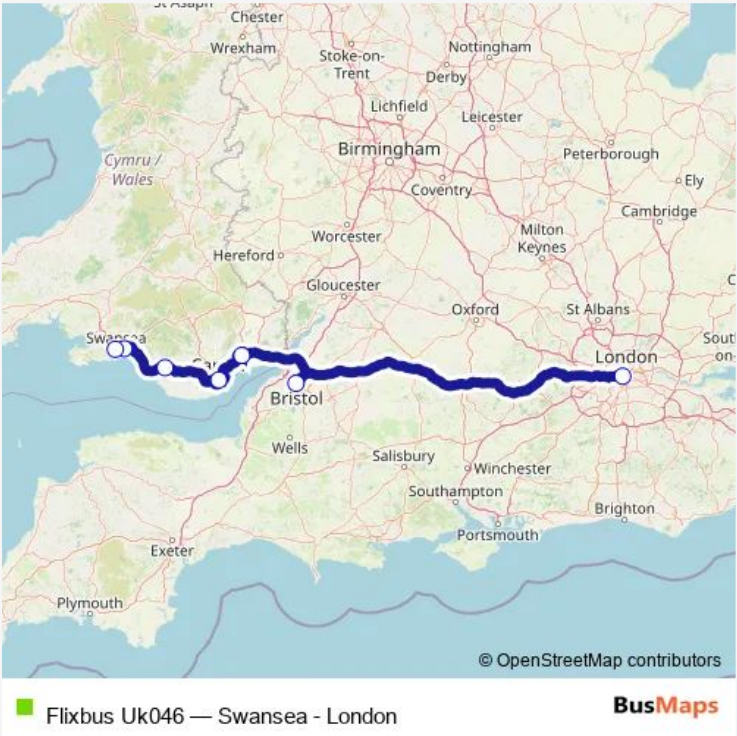 St Asaph
Chester
Wrexham
Stoke-on-
Trent
Nottingham
Derby
Lichfield
Leicester
Birmingham
Peterborough
Cymru /
Wales
Coventry
Ely
Cambridge
Worcester
Milton
Keynes
Hereford
Gloucester
Oxford
St Albans
Swansea
London
Bristol
Wells
Salisbury
Winchester
Southampton
Brighton
Portsmouth
Exeter
Plymouth
© OpenStreetMap contributors
Flixbus Uk046 — Swansea - London
BusMaps